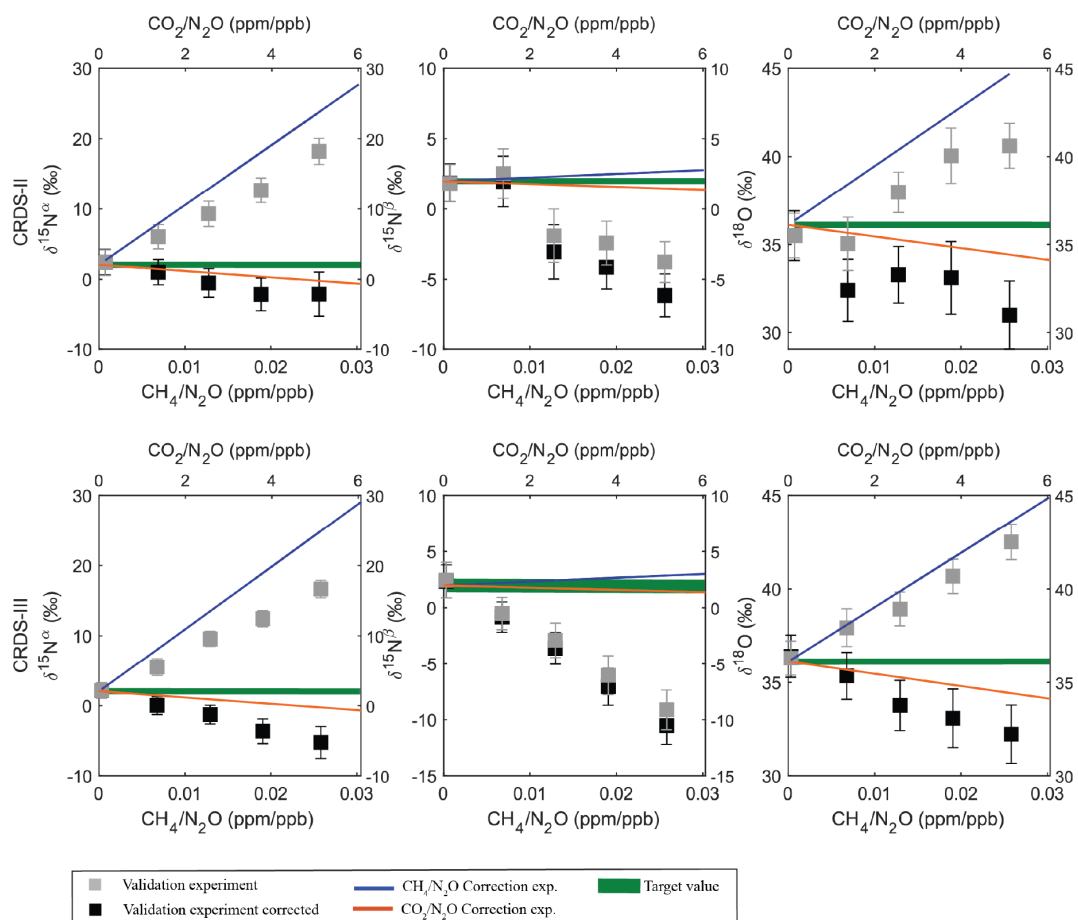 CO2/N2O (ppm/ppb) CO2/N2O (ppm/ppb) CO2/N2O (ppm/ppb)
0 2 4 6 0 2 4 6 0 2 4 6
30 30 10 10 45 45
20 20 5 5 40 40
10 10 0 0 35 35
0 0 -5 -5 30 30
-10 -10 -10 -10
CRDS-II
δ15Nα (‰) δ15Nβ (‰) δ18O (‰)
0 0.01 0.02 0.03 0 0.01 0.02 0.03 0 0.01 0.02 0.03
CH4/N2O (ppm/ppb) CH4/N2O (ppm/ppb) CH4/N2O (ppm/ppb)
CO2/N2O (ppm/ppb) CO2/N2O (ppm/ppb) CO2/N2O (ppm/ppb)
0 2 4 6 0 2 4 6 0 2 4 6
30 30 10 10 45 45
20 20 5 5 40 40
10 10 0 0 35 35
0 0 -5 -5 30 30
-10 -10 -10 -10
-15 -15
CRDS-III
δ15Nα (‰) δ15Nβ (‰) δ18O (‰)
0 0.01 0.02 0.03 0 0.01 0.02 0.03 0 0.01 0.02 0.03
CH4/N2O (ppm/ppb) CH4/N2O (ppm/ppb) CH4/N2O (ppm/ppb)
Validation experiment CH4/N2O Correction exp. Target value
Validation experiment corrected CO2/N2O Correction exp.